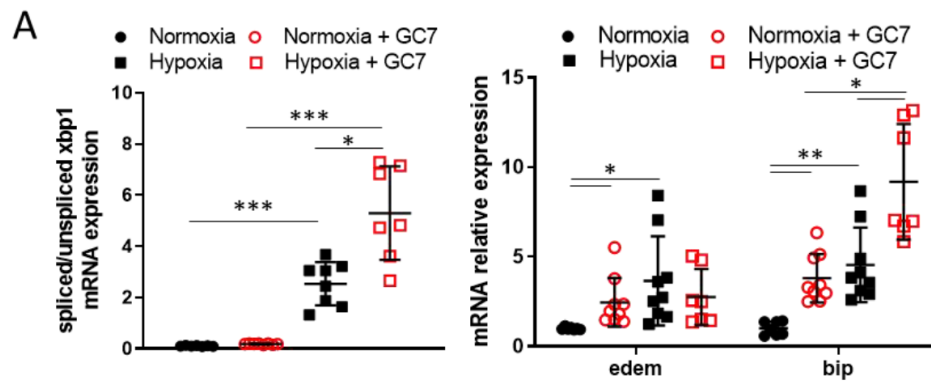 A
Normoxia Normoxia + GC7
Hypoxia Hypoxia + GC7
spliced/unspliced xbp1
mRNA expression
10
8
6
4
2
0
***
*
***
Normoxia Normoxia + GC7
Hypoxia Hypoxia + GC7
mRNA relative expression
15
10
5
0
*
**
*
edem bip